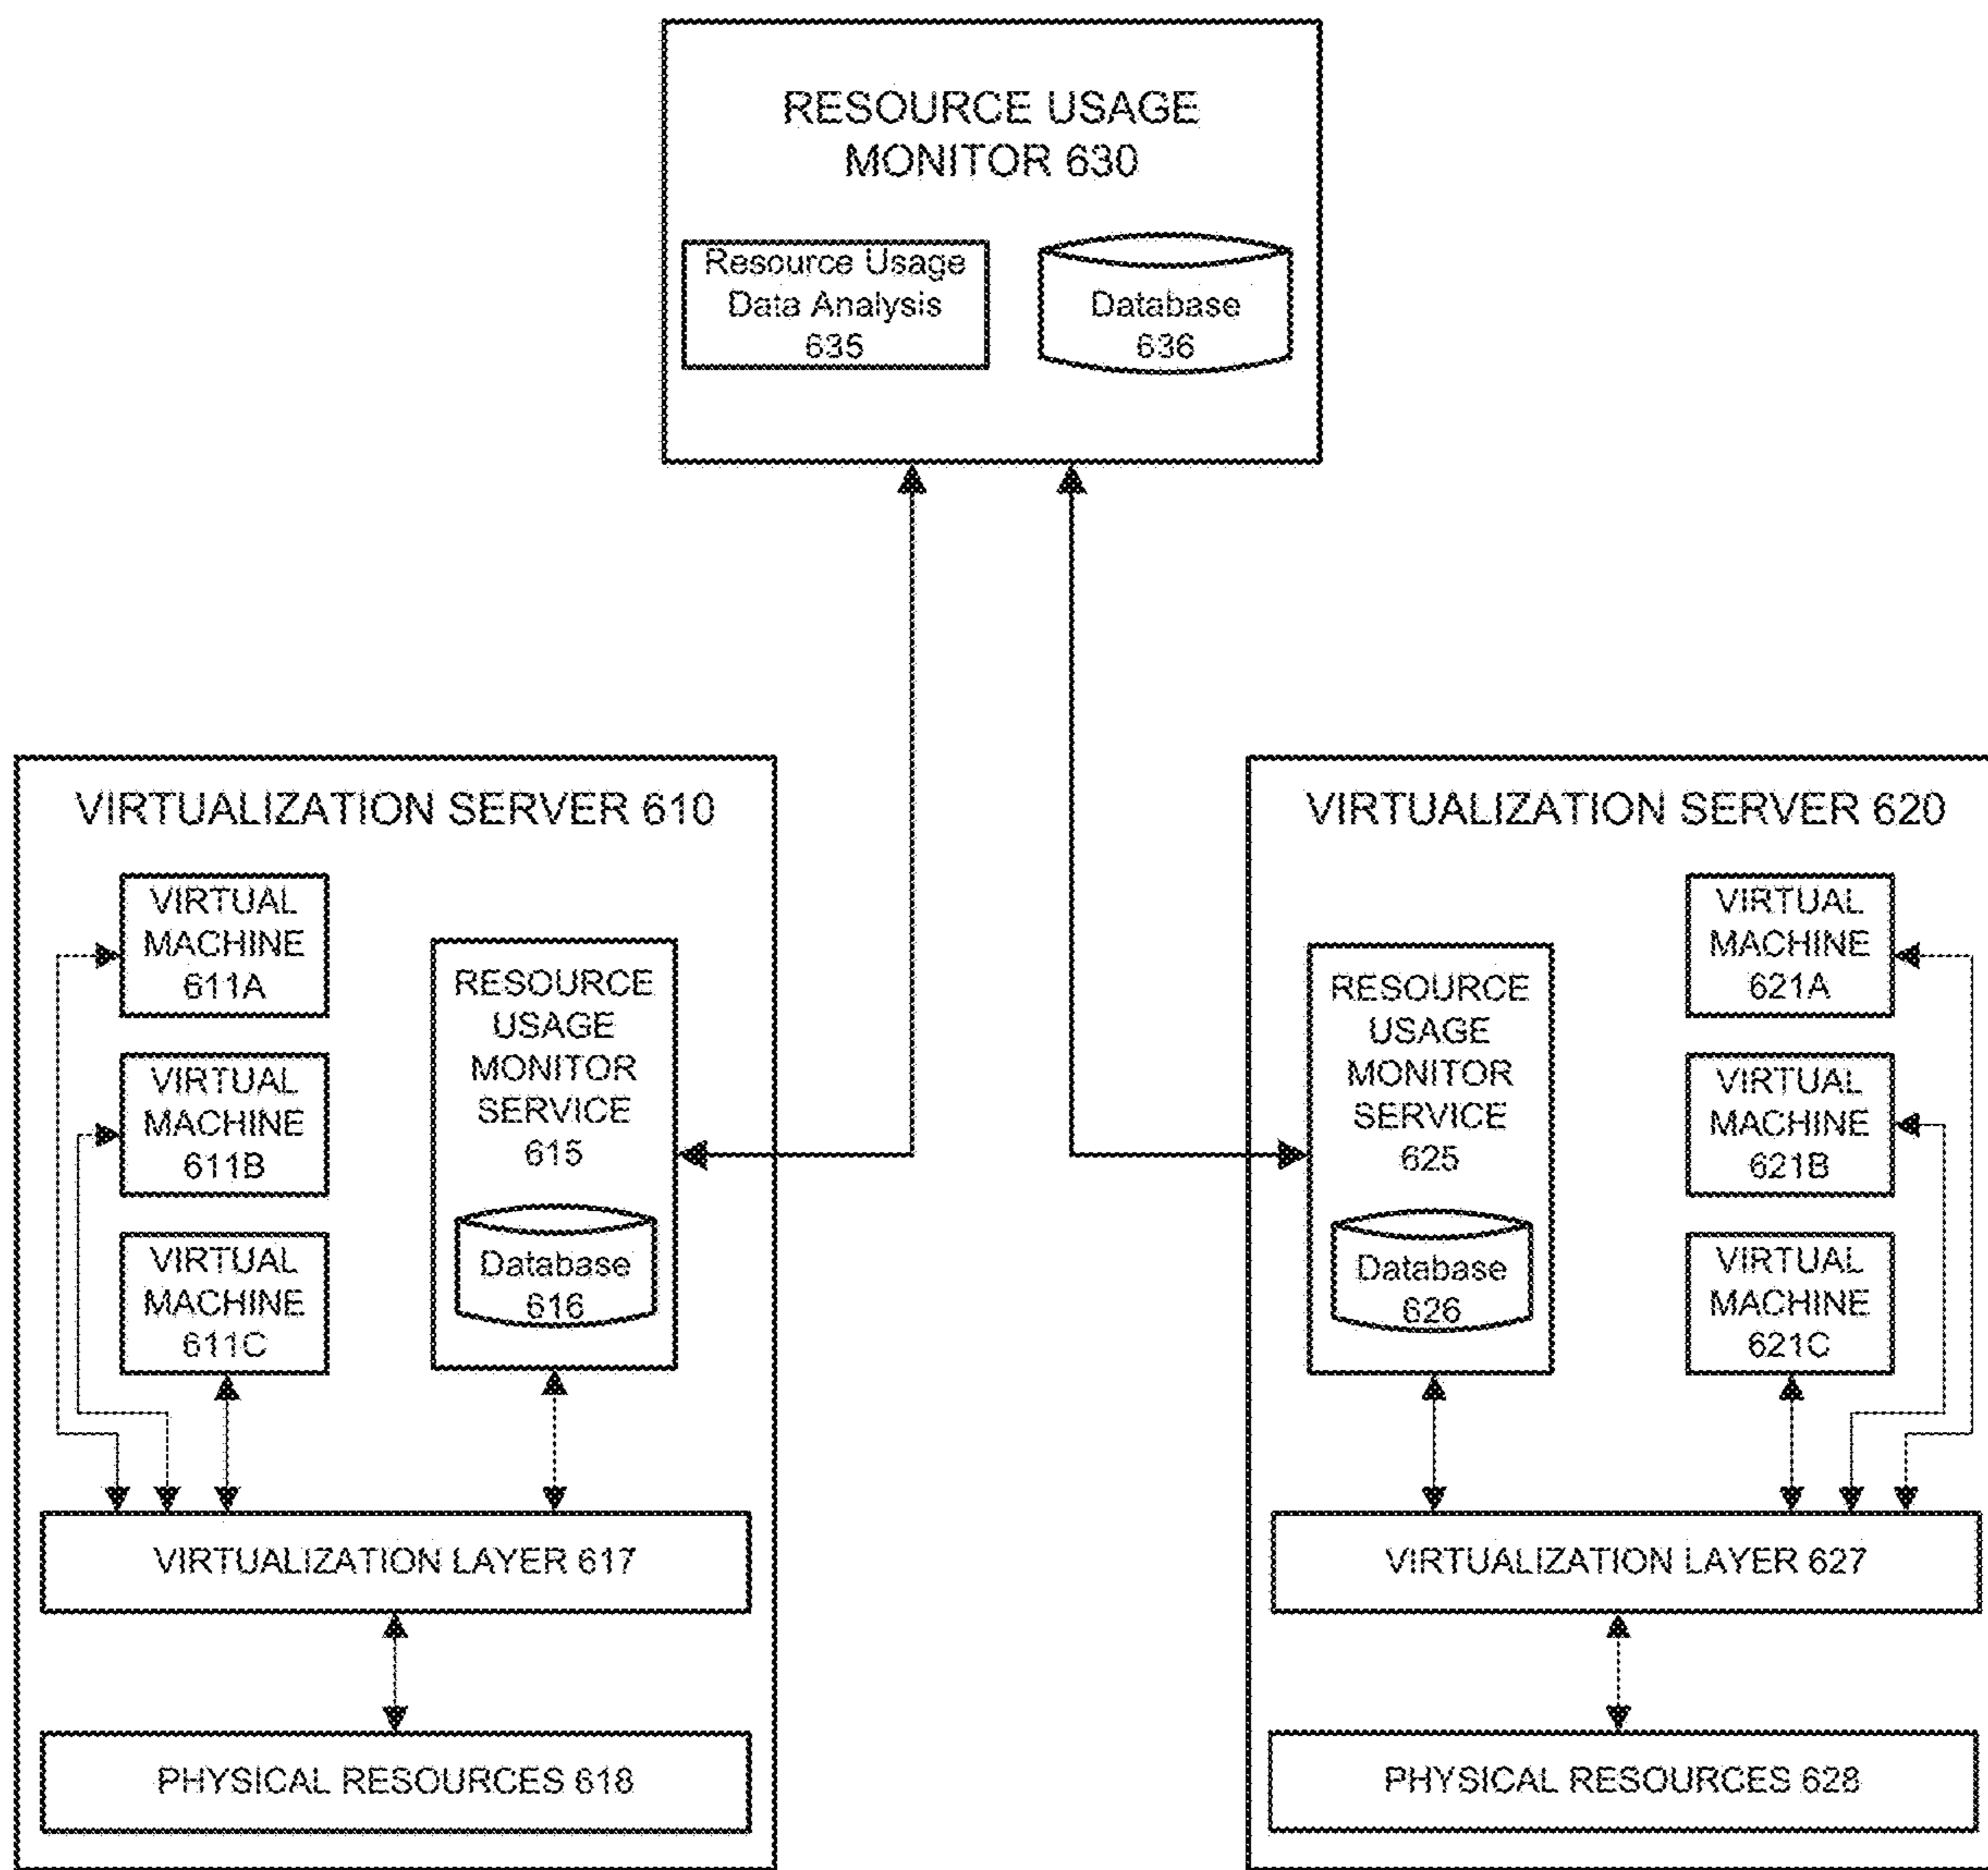 RESOURCE USAGE
MONITOR 630
Resource Usage
Data Analysis
635
Database
636
VIRTUALIZATION SERVER 610
VIRTUAL
MACHINE
611A
VIRTUAL
MACHINE
611B
VIRTUAL
MACHINE
611C
RESOURCE
USAGE
MONITOR
SERVICE
615
Database
616
VIRTUALIZATION LAYER 617
PHYSICAL RESOURCES 618
VIRTUALIZATION SERVER 620
RESOURCE
USAGE
MONITOR
SERVICE
625
Database
626
VIRTUAL
MACHINE
621A
VIRTUAL
MACHINE
621B
VIRTUAL
MACHINE
621C
VIRTUALIZATION LAYER 627
PHYSICAL RESOURCES 628